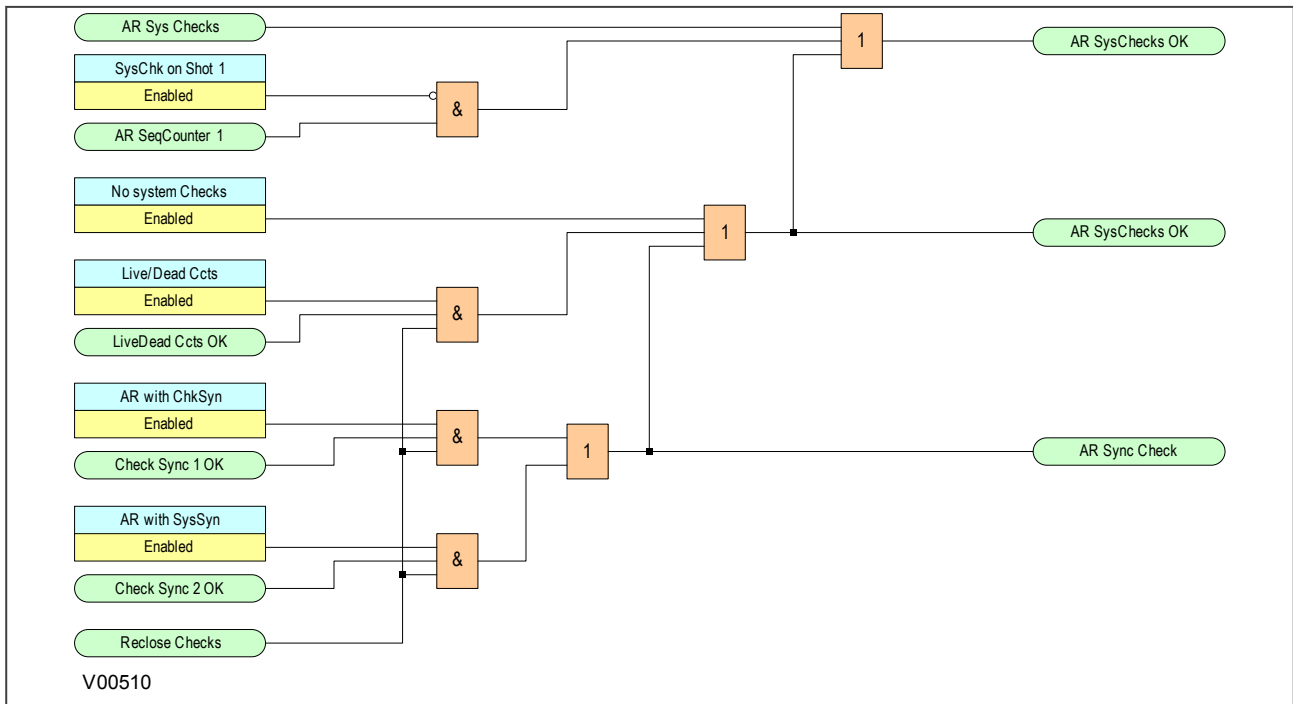 AR Sys Checks
1
AR SysChecks OK
SysChk on Shot 1
Enabled
&
AR SeqCounter 1
No system Checks
Enabled
1
AR SysChecks OK
Live/Dead Ccts
Enabled
&
LiveDead Ccts OK
AR with ChkSyn
Enabled
&
1
AR Sync Check
Check Sync 1 OK
AR with SysSyn
Enabled
&
Check Sync 2 OK
Reclose Checks
V00510